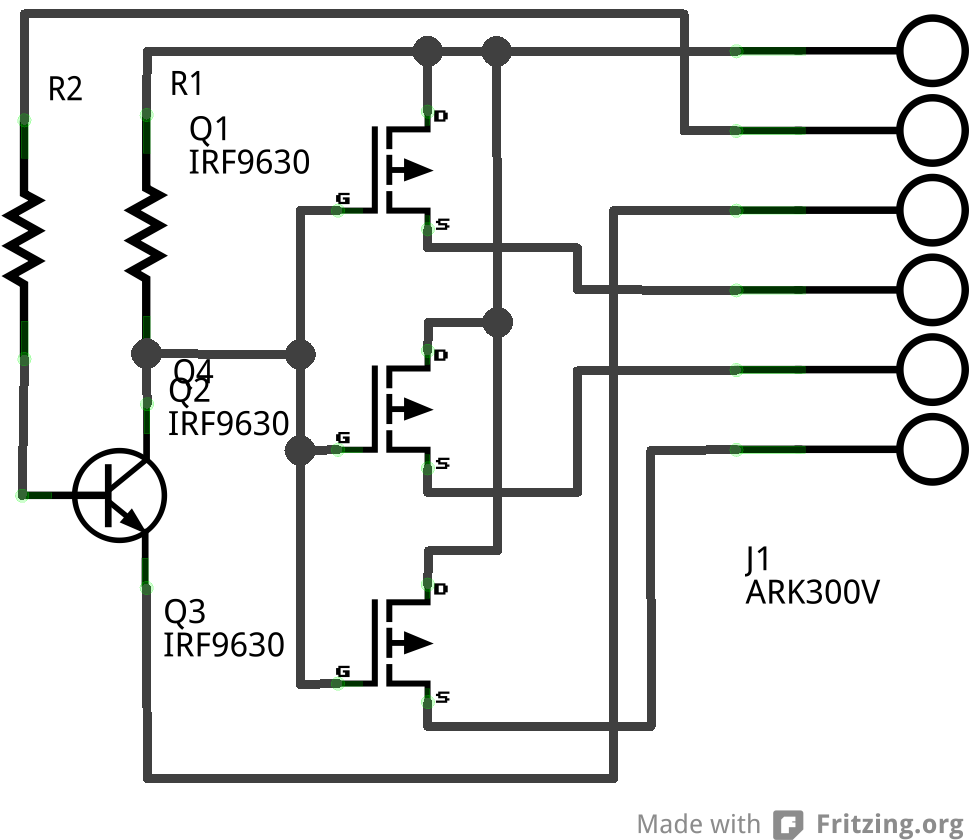 R2
R1
Q1
IRF9630
D
G
S
Q4
Q2
IRF9630
D
G
S
J1
ARK300V
Q3
IRF9630
D
G
S
Made with Fritzing.org